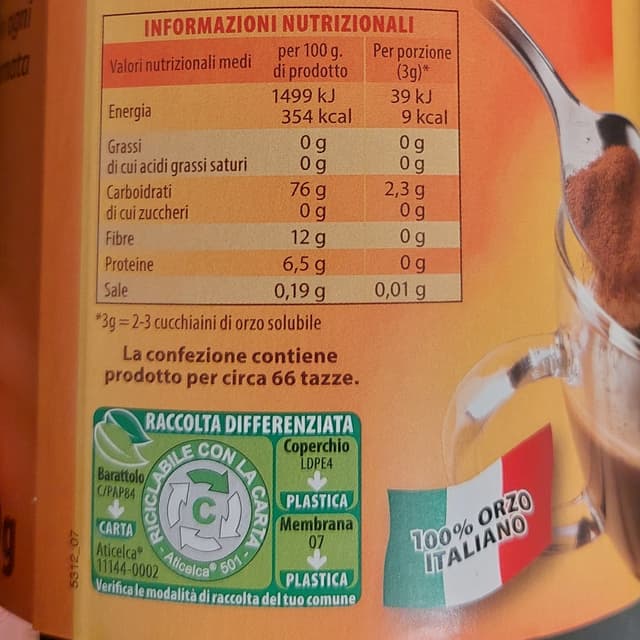 ogni
INFORMAZIONI NUTRIZIONALI
Valori nutrizionali medi per 100 g. di prodotto Per porzione (3g)*
Energia 1499 kJ 39 kJ
354 kcal 9 kcal
Grassi 0 g 0 g
di cui acidi grassi saturi 0 g 0 g
Carboidrati 76 g 2,3 g
di cui zuccheri 0 g 0 g
Fibre 12 g 0 g
Proteine 6,5 g 0 g
Sale 0,19 g 0,01 g
*3g = 2-3 cucchiaini di orzo solubile
La confezione contiene
prodotto per circa 66 tazze.
RACCOLTA DIFFERENZIATA
Barattolo
C/PAP84
CARTA
Aticelca®
11144-0002
RICICLABILE CON LA CARTA
C
- Aticelca® 501 -
Coperchio
LDPE4
PLASTICA
Membrana
07
PLASTICA
Verifica le modalità di raccolta del tuo comune
5312_07
100% ORZO
ITALIANO
g